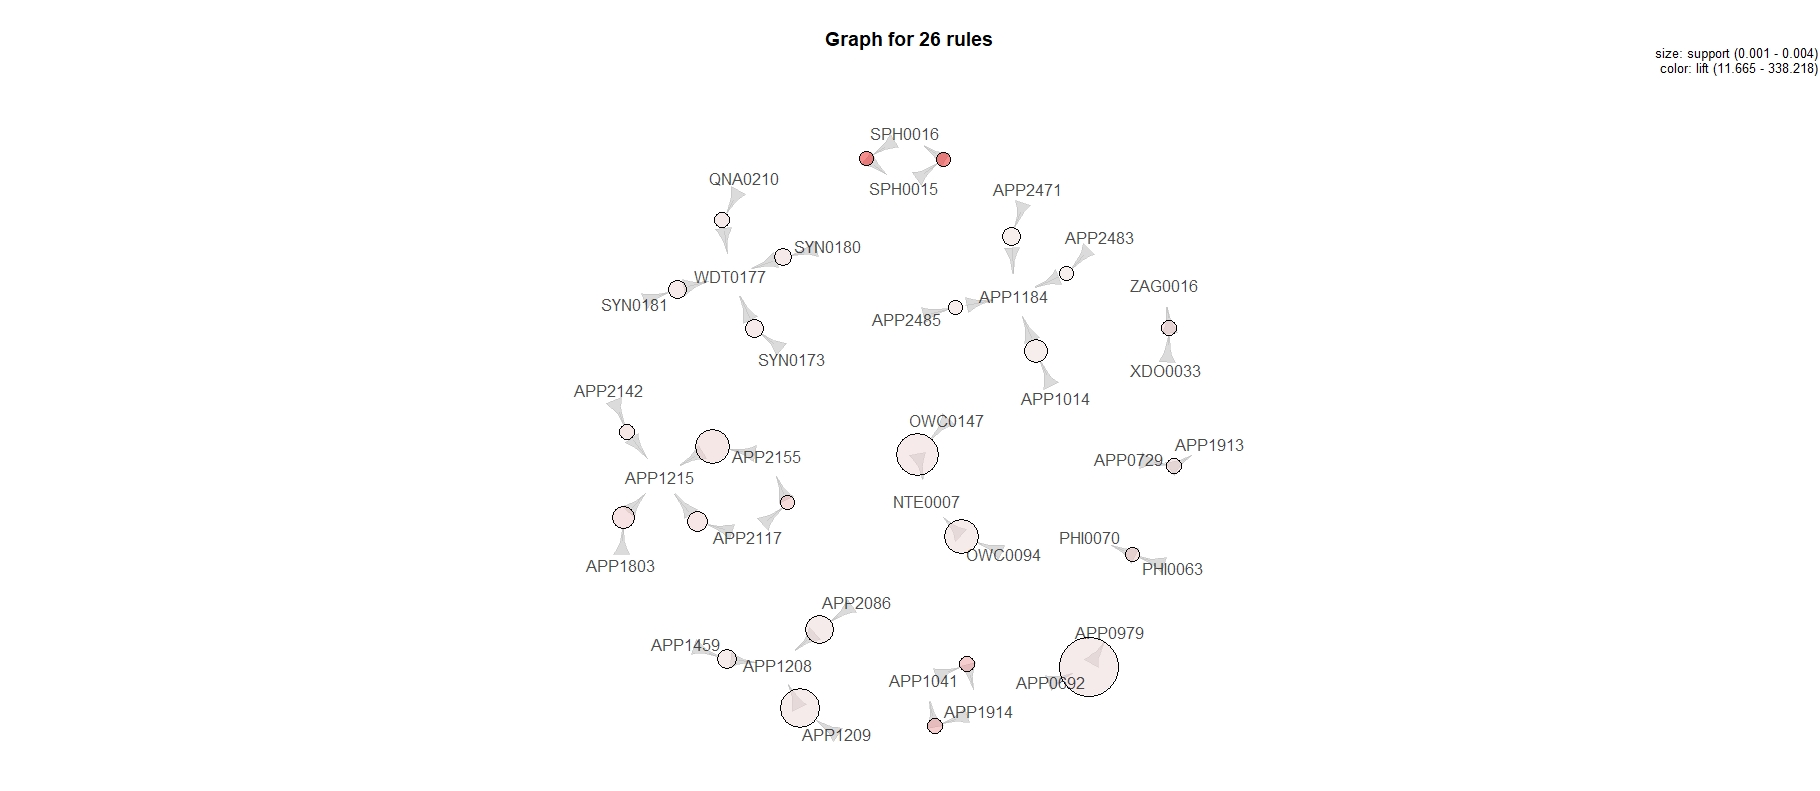 Graph for 26 rules
size: support (0.001 - 0.004)
color: lift (11.665 - 338.218)
SPH0016
QNA0210
SPH0015
APP2471
APP2483
SYN0180
WDT0177
ZAG0016
APP1184
SYN0181
APP2485
SYN0173
XDO0033
APP2142
APP1014
OWC0147
APP1913
APP2155
APP0729
APP1215
NTE0007
APP2117
PHI0070
OWC0094
APP1803
PHI0063
APP2086
APP0979
APP1459
APP1208
APP1041
APP0692
APP1914
APP1209